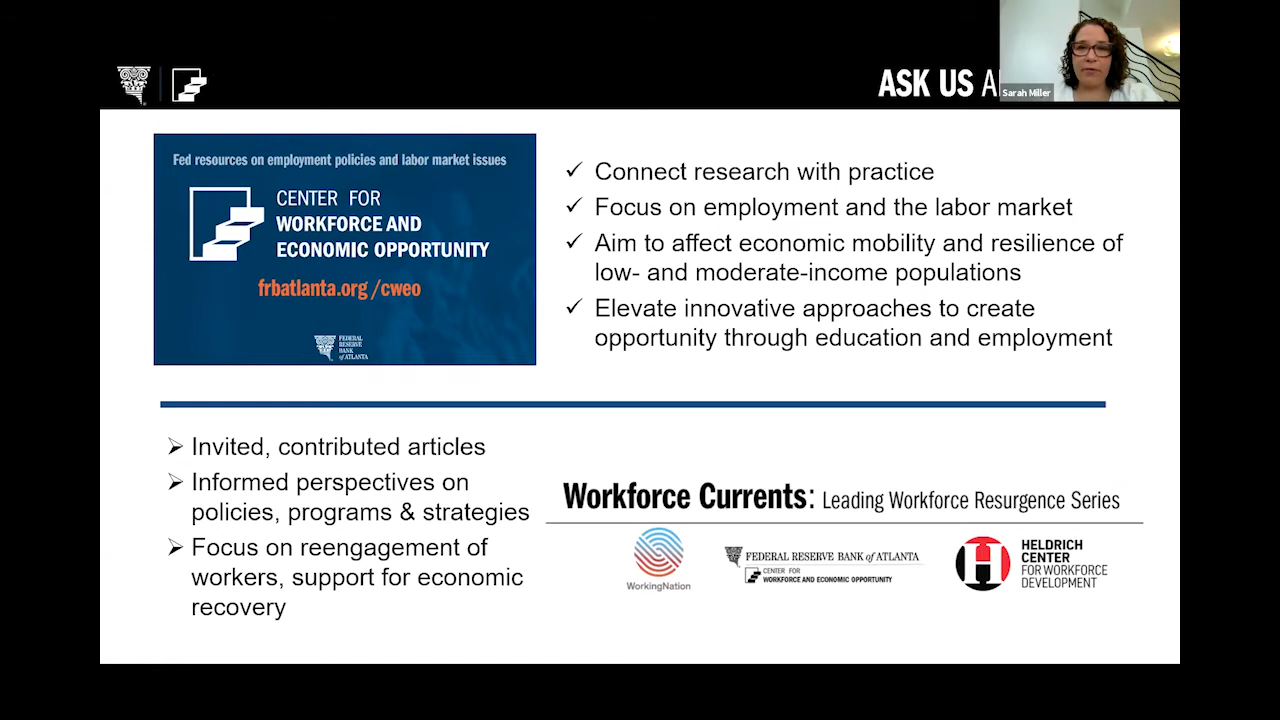 ASK US A
Sarah Miller
Fed resources on employment policies and labor market issues
CENTER FOR
WORKFORCE AND
ECONOMIC OPPORTUNITY
frbatlanta.org /cweo
FEDERAL
RESERVE
BANK
of ATLANTA
✓ Connect research with practice
✓ Focus on employment and the labor market
✓ Aim to affect economic mobility and resilience of
low- and moderate-income populations
✓ Elevate innovative approaches to create
opportunity through education and employment
➢ Invited, contributed articles
➢ Informed perspectives on
policies, programs & strategies
➢ Focus on reengagement of
workers, support for economic
recovery
Workforce Currents: Leading Workforce Resurgence Series
WorkingNation
FEDERAL RESERVE BANK of ATLANTA
CENTER FOR
WORKFORCE AND ECONOMIC OPPORTUNITY
H
HELDRICH
CENTER
FOR WORKFORCE
DEVELOPMENT